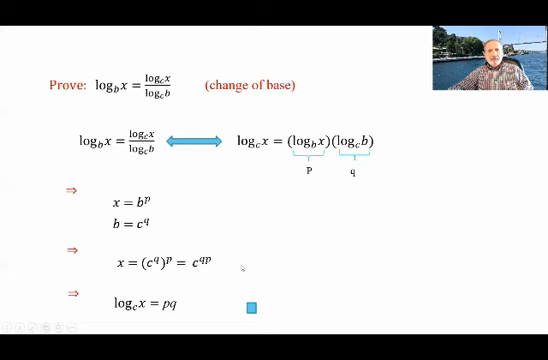 Prove: log_b x = log_c x / log_c b (change of base)
log_b x = log_c x / log_c b ⟺ log_c x = (log_b x)(log_c b)
P q
⇒
x = b^p
b = c^q
⇒
x = (c^q)^p = c^qp
⇒
log_c x = pq